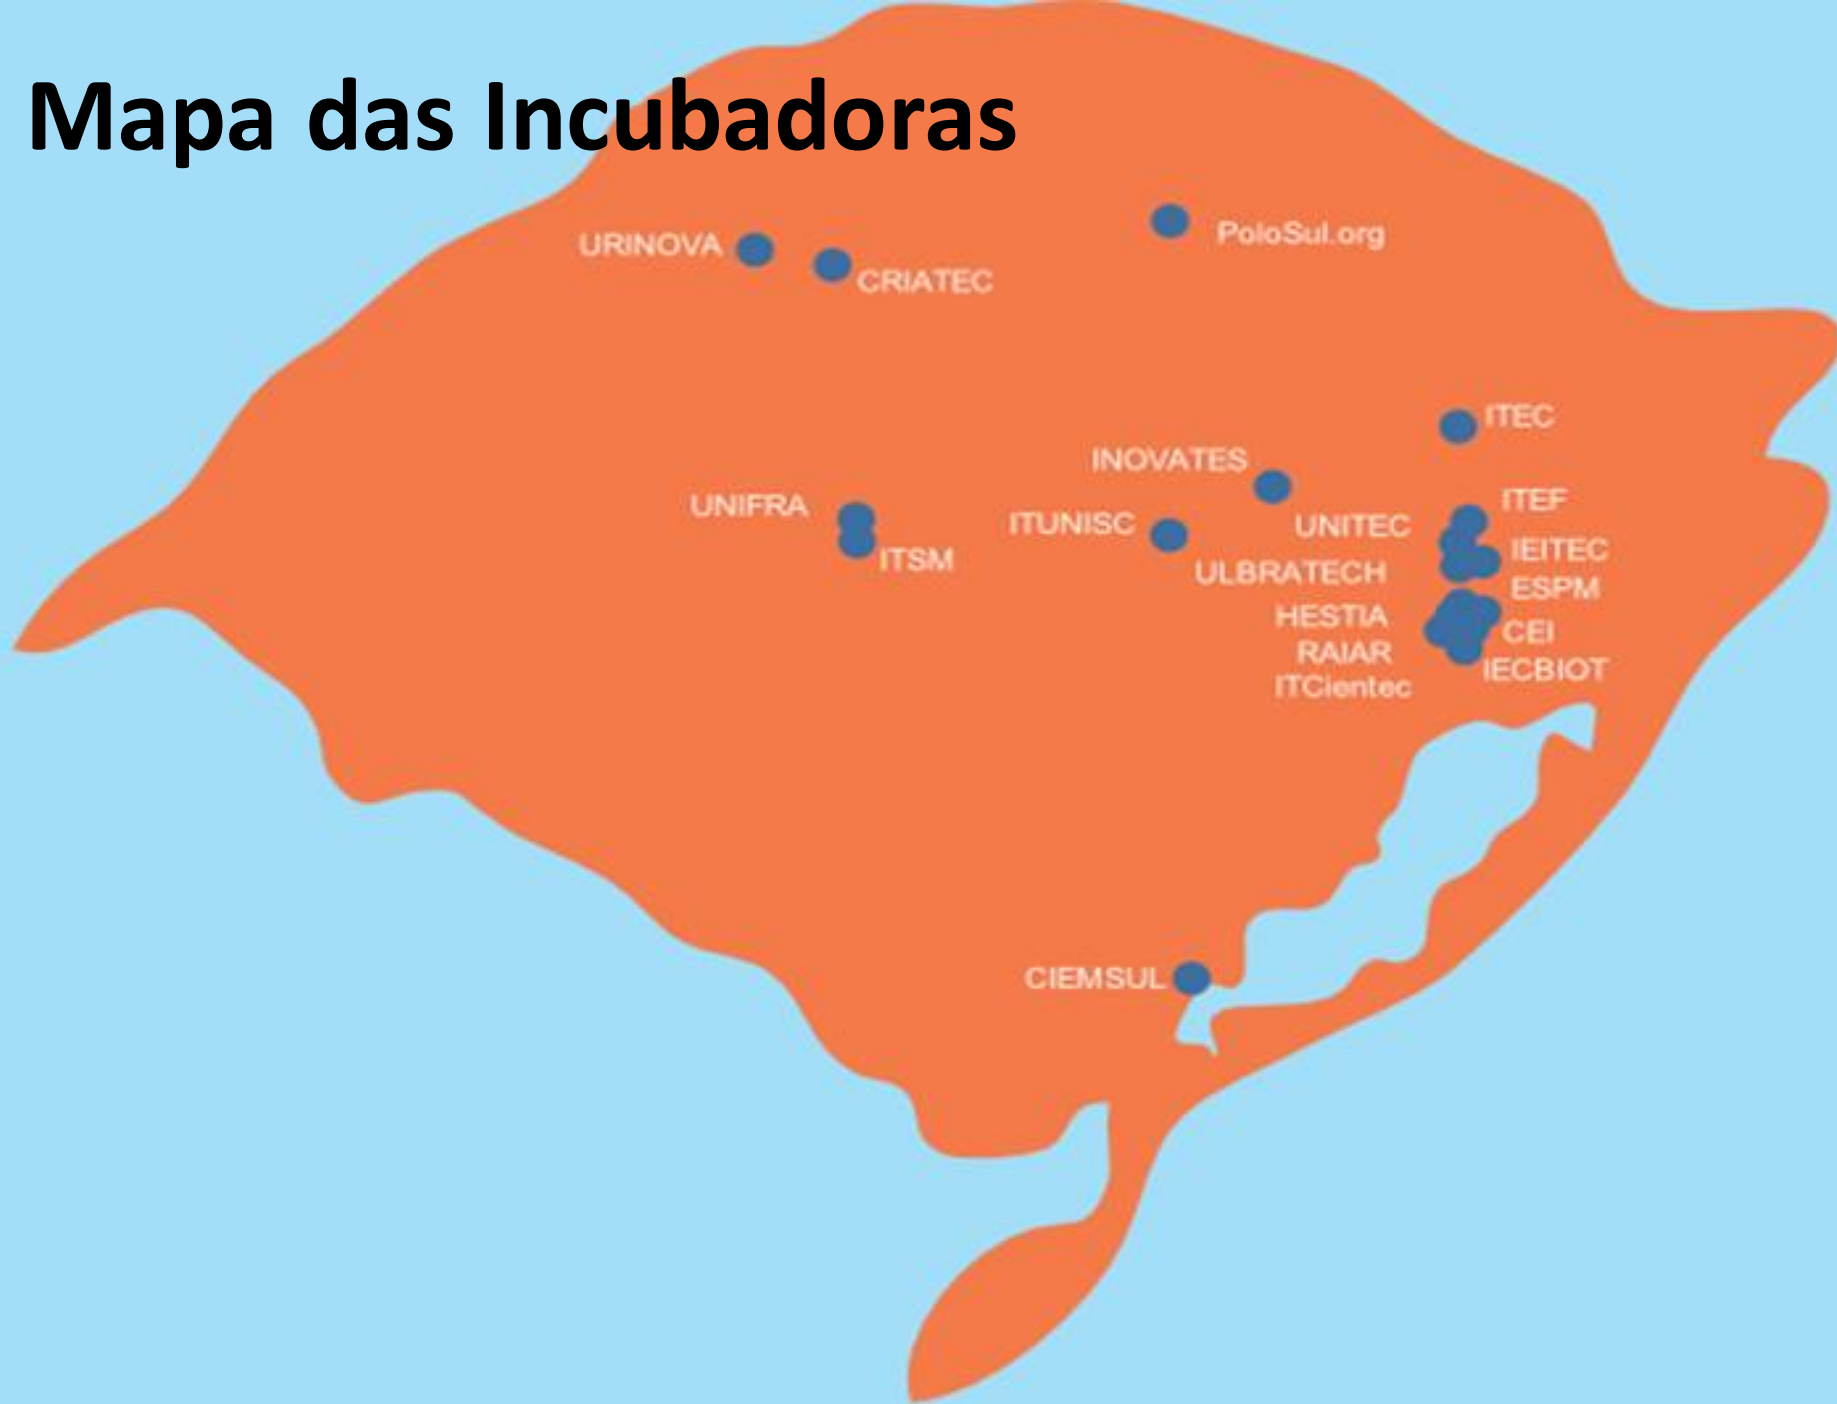 Mapa das Incubadoras
PoloSul.org
URINOVA
CRIATEC
ITEC
INOVATES
ITEF
UNIFRA
ITUNISC
UNITEC
IEITEC
ITSM
ULBRATECH
ESPM
HESTIA
CEI
RAIAR
IECBIOT
ITCientec
CIEMSUL